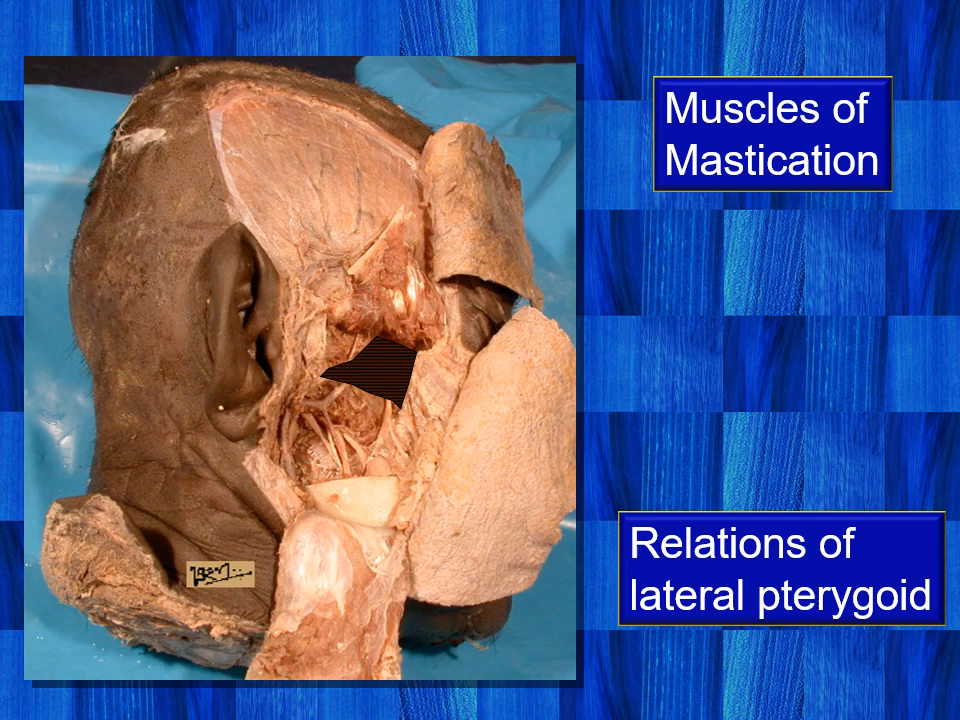 Muscles of
Mastication
Relations of
lateral pterygoid